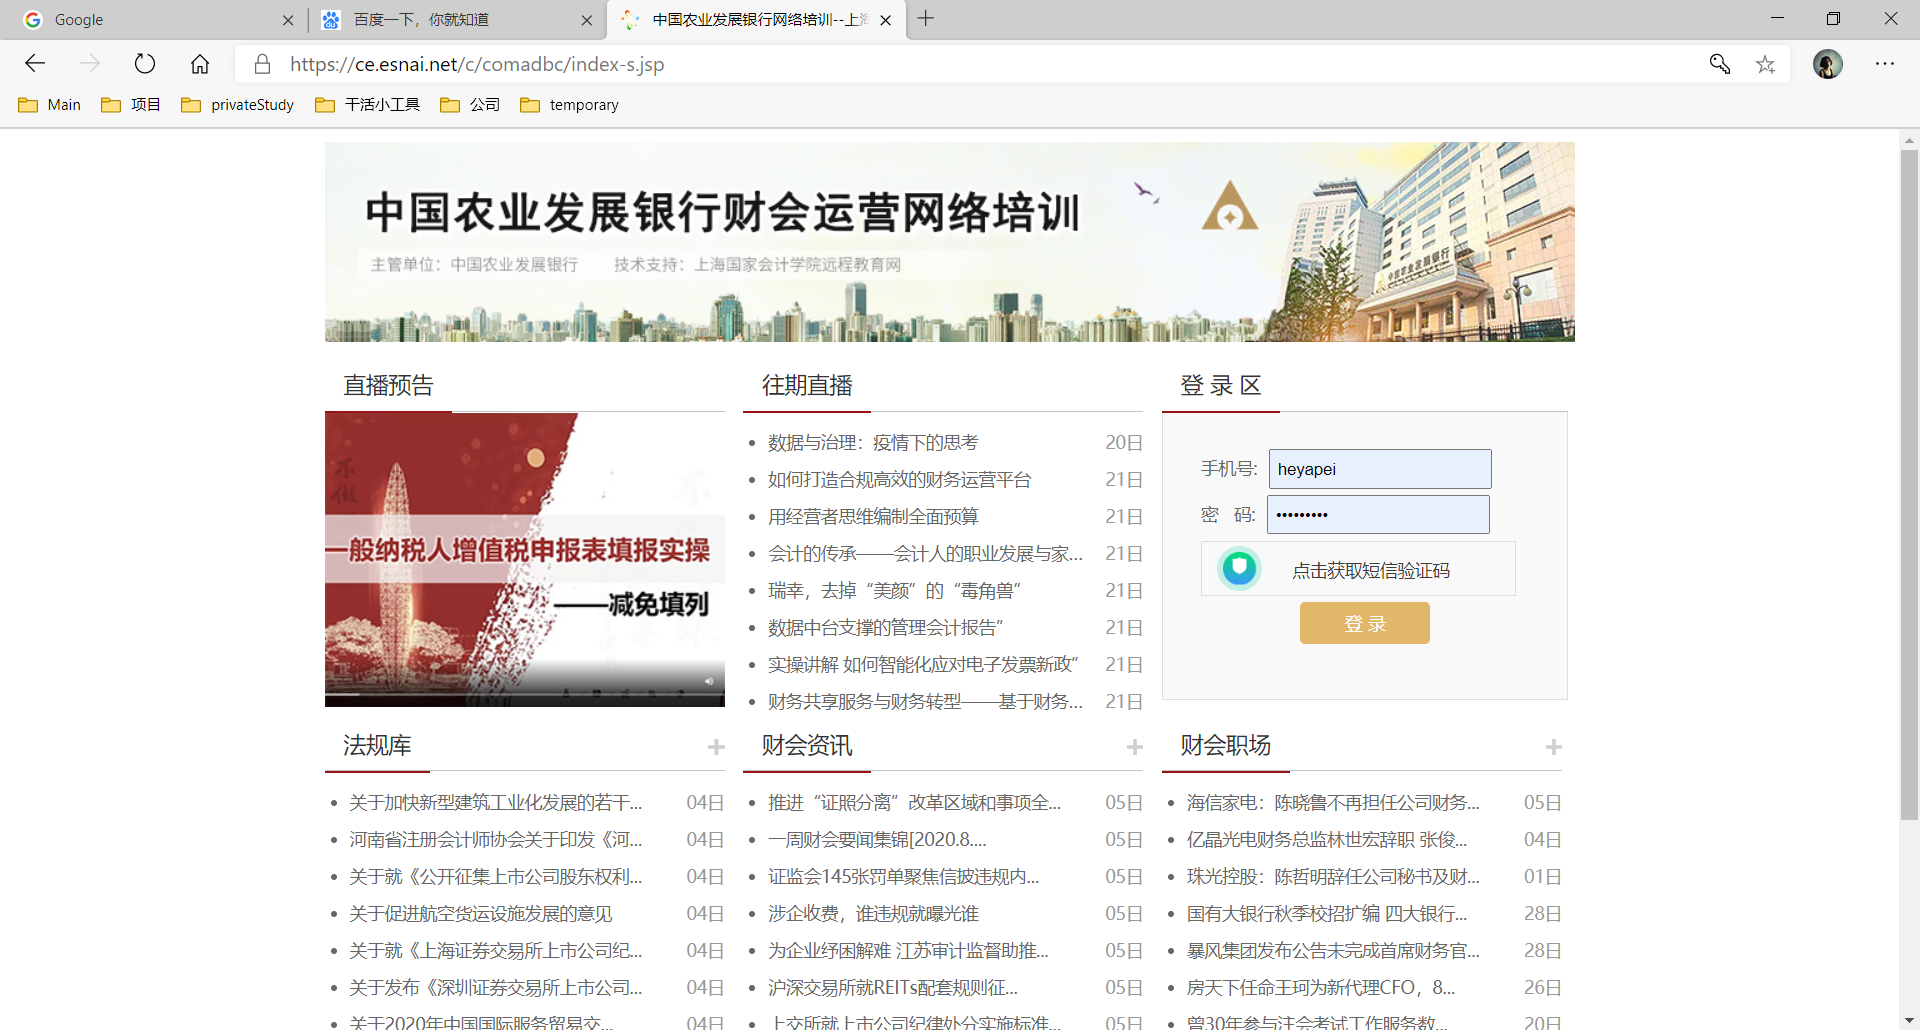 Google
百度一下，你就知道
中国农业发展银行网络培训--上海
https://ce.esnai.net/c/comadbc/index-s.jsp
Main 项目 privateStudy 干活小工具 公司 temporary
中国农业发展银行财会运营网络培训
主管单位：中国农业发展银行 技术支持：上海国家会计学院远程教育网
中国农业发展银行
直播预告
一般纳税人增值税申报表填报实操
——减免填列
往期直播
数据与治理：疫情下的思考 20日
如何打造合规高效的财务运营平台 21日
用经营者思维编制全面预算 21日
会计的传承——会计人的职业发展与家... 21日
瑞幸，去掉“美颜”的“毒角兽” 21日
数据中台支撑的管理会计报告” 21日
实操讲解 如何智能化应对电子发票新政” 21日
财务共享服务与财务转型——基于财务... 21日
登 录 区
手机号: heyapei
密 码: •••••••••
点击获取短信验证码
登 录
法规库 +
关于加快新型建筑工业化发展的若干... 04日
河南省注册会计师协会关于印发《河... 04日
关于就《公开征集上市公司股东权利... 04日
关于促进航空货运设施发展的意见 04日
关于就《上海证券交易所上市公司纪... 04日
关于发布《深圳证券交易所上市公司... 04日
关于2020年中国国际服务贸易交... 04日
财会资讯 +
推进“证照分离”改革区域和事项全... 05日
一周财会要闻集锦[2020.8.... 05日
证监会145张罚单聚焦信披违规内... 05日
涉企收费，谁违规就曝光谁 05日
为企业纾困解难 江苏审计监督助推... 05日
沪深交易所就REITs配套规则征... 05日
上交所就上市公司纪律处分实施标准... 05日
财会职场 +
海信家电：陈晓鲁不再担任公司财务... 05日
亿晶光电财务总监林世宏辞职 张俊... 04日
珠光控股：陈哲明辞任公司秘书及财... 01日
国有大银行秋季校招扩编 四大银行... 28日
暴风集团发布公告未完成首席财务官... 28日
房天下任命王珂为新代理CFO，8... 26日
曾30年参与注会考试工作服务数... 20日